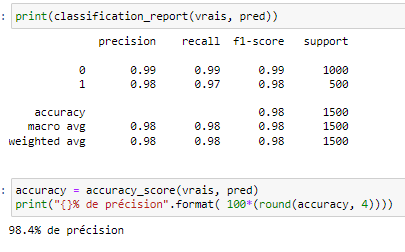 : print(classification_report(vrais, pred))
precision recall f1-score support
0 0.99 0.99 0.99 1000
1 0.98 0.97 0.98 500
accuracy 0.98 1500
macro avg 0.98 0.98 0.98 1500
weighted avg 0.98 0.98 0.98 1500
: accuracy = accuracy_score(vrais, pred)
print("{}% de précision".format( 100*(round(accuracy, 4))))
98.4% de précision